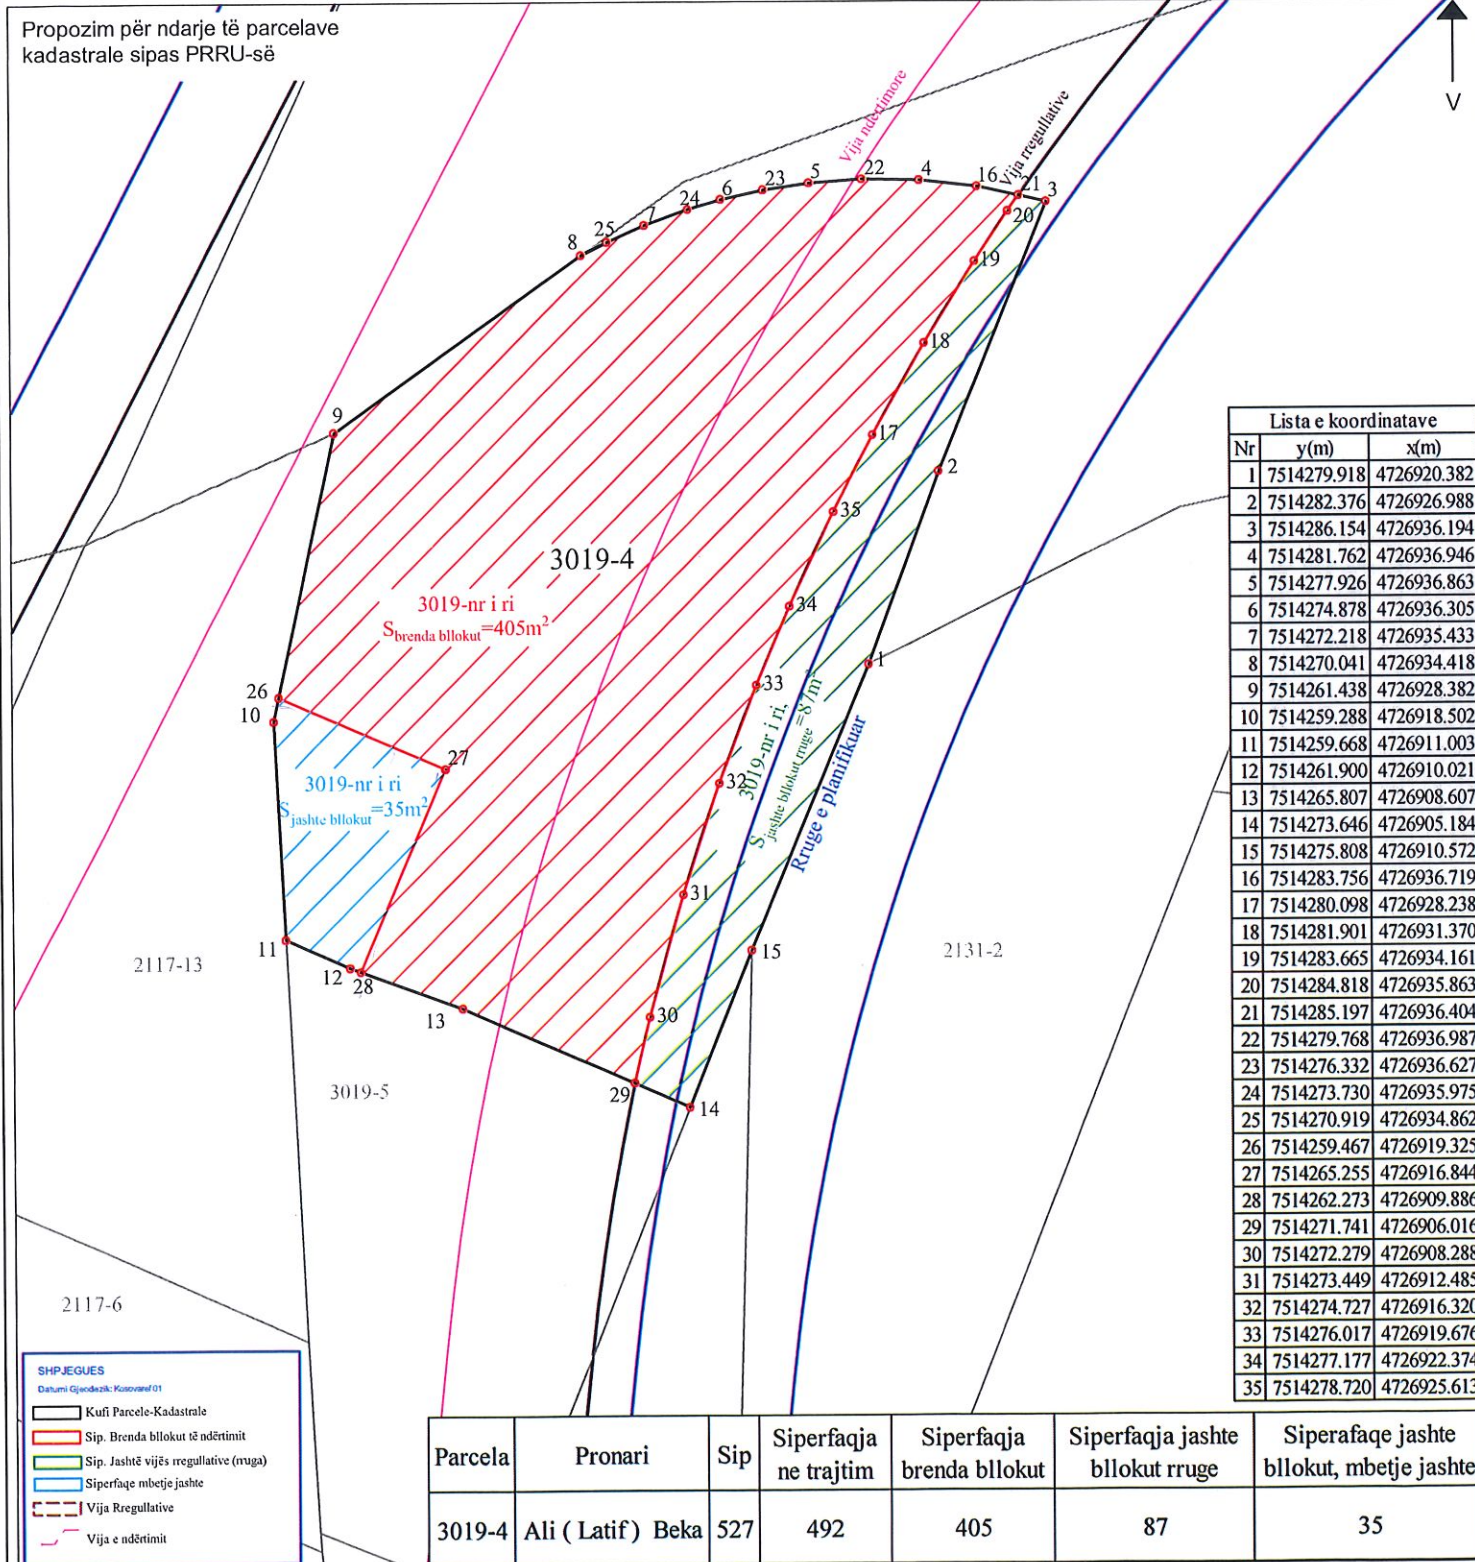 Propozim për ndarje të parcelave
kadastrale sipas PRRU-së
V
Vija ndertimore
Vija rregullative
8
25
7
24
6
23
5
22
4
16
21
3
20
19
18
17
2
35
34
1
33
32
31
15
30
29
14
13
28
12
11
10
26
27
9
3019-4
3019-nr i ri
Sbrenda bllokut=405m²
3019-nr i ri
Sjashte bllokut=35m²
3019-nr i ri,
Sjashte bllokut rruge=87m²
Rruge e planifikuar
2117-13
3019-5
2131-2
2117-6
Lista e koordinatave
Nr y(m) x(m)
1 7514279.918 4726920.382
2 7514282.376 4726926.988
3 7514286.154 4726936.194
4 7514281.762 4726936.946
5 7514277.926 4726936.863
6 7514274.878 4726936.305
7 7514272.218 4726935.433
8 7514270.041 4726934.418
9 7514261.438 4726928.382
10 7514259.288 4726918.502
11 7514259.668 4726911.003
12 7514261.900 4726910.021
13 7514265.807 4726908.607
14 7514273.646 4726905.184
15 7514275.808 4726910.572
16 7514283.756 4726936.719
17 7514280.098 4726928.238
18 7514281.901 4726931.370
19 7514283.665 4726934.161
20 7514284.818 4726935.863
21 7514285.197 4726936.404
22 7514279.768 4726936.987
23 7514276.332 4726936.627
24 7514273.730 4726935.975
25 7514270.919 4726934.862
26 7514259.467 4726919.325
27 7514265.255 4726916.844
28 7514262.273 4726909.886
29 7514271.741 4726906.016
30 7514272.279 4726908.288
31 7514273.449 4726912.485
32 7514274.727 4726916.320
33 7514276.017 4726919.676
34 7514277.177 4726922.374
35 7514278.720 4726925.613
SHPJEGUES
Datumi Gjeodezik: Kosovaref 01
Kufi Parcele-Kadastrale
Sip. Brenda bllokut të ndërtimit
Sip. Jashtë vijës rregullative (rruga)
Siperfaqe mbetje jashte
Vija Rregullative
Vija e ndërtimit
Parcela Pronari Sip Siperfaqja ne trajtim Siperfaqja brenda bllokut Siperfaqja jashte bllokut rruge Siperafaqe jashte bllokut, mbetje jashte
3019-4 Ali ( Latif ) Beka 527 492 405 87 35